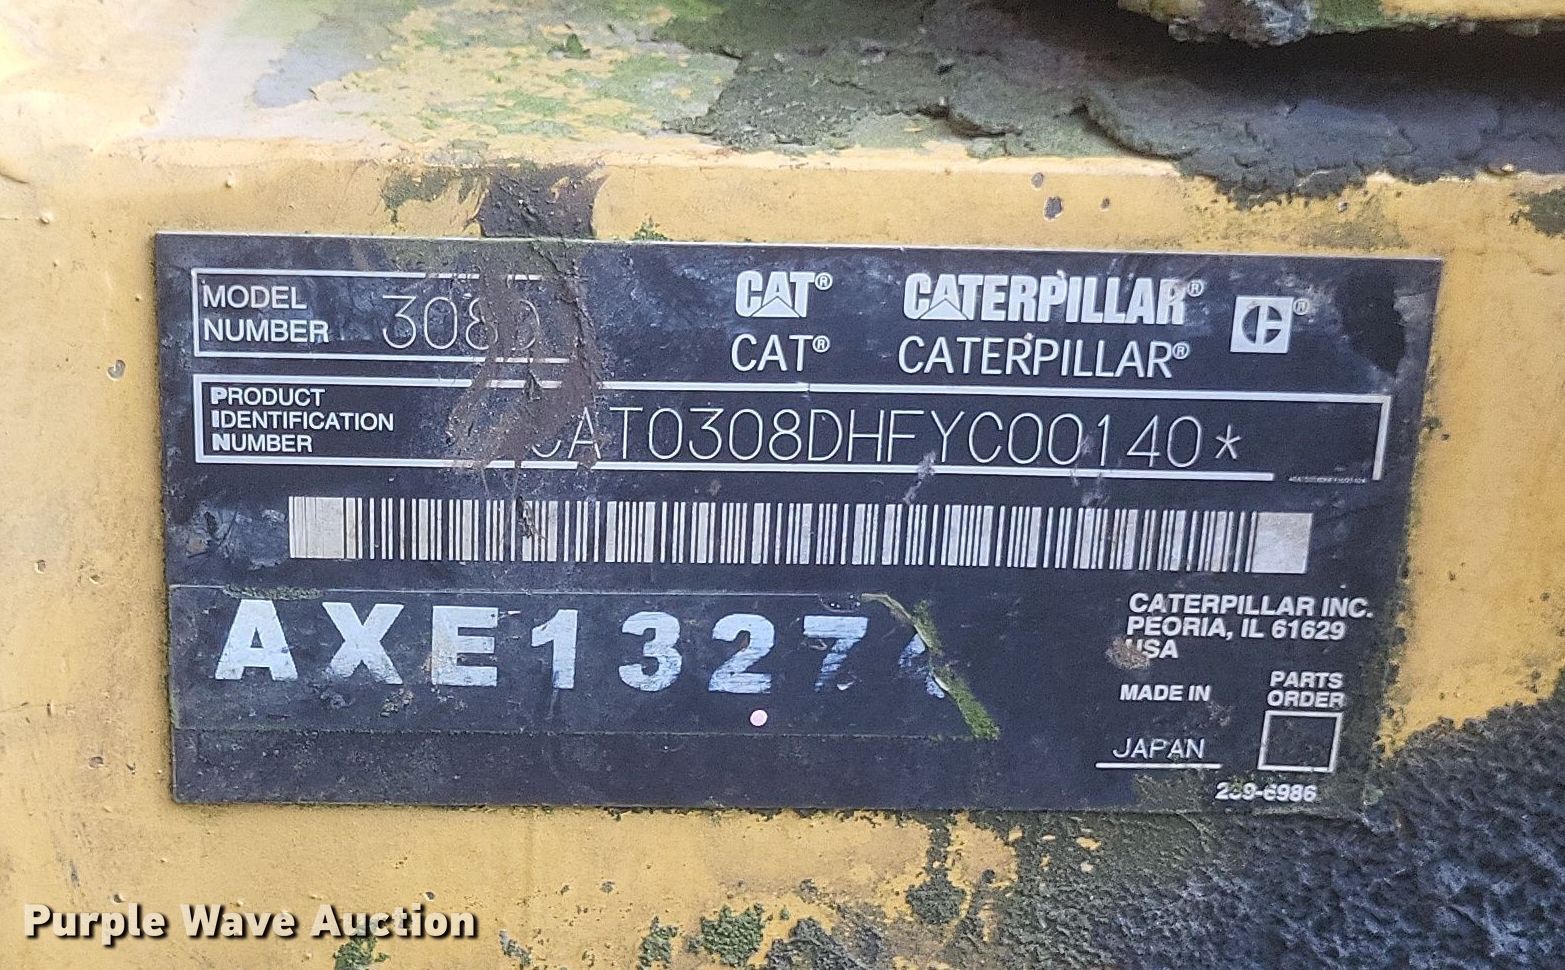 MODEL
NUMBER 308D
CAT® CATERPILLAR®
CAT® CATERPILLAR®
PRODUCT
IDENTIFICATION
NUMBER
CAT0308DHFYC00140*
AXE1327
CATERPILLAR INC.
PEORIA, IL 61629
USA
MADE IN
JAPAN
PARTS
ORDER
Purple Wave Auction